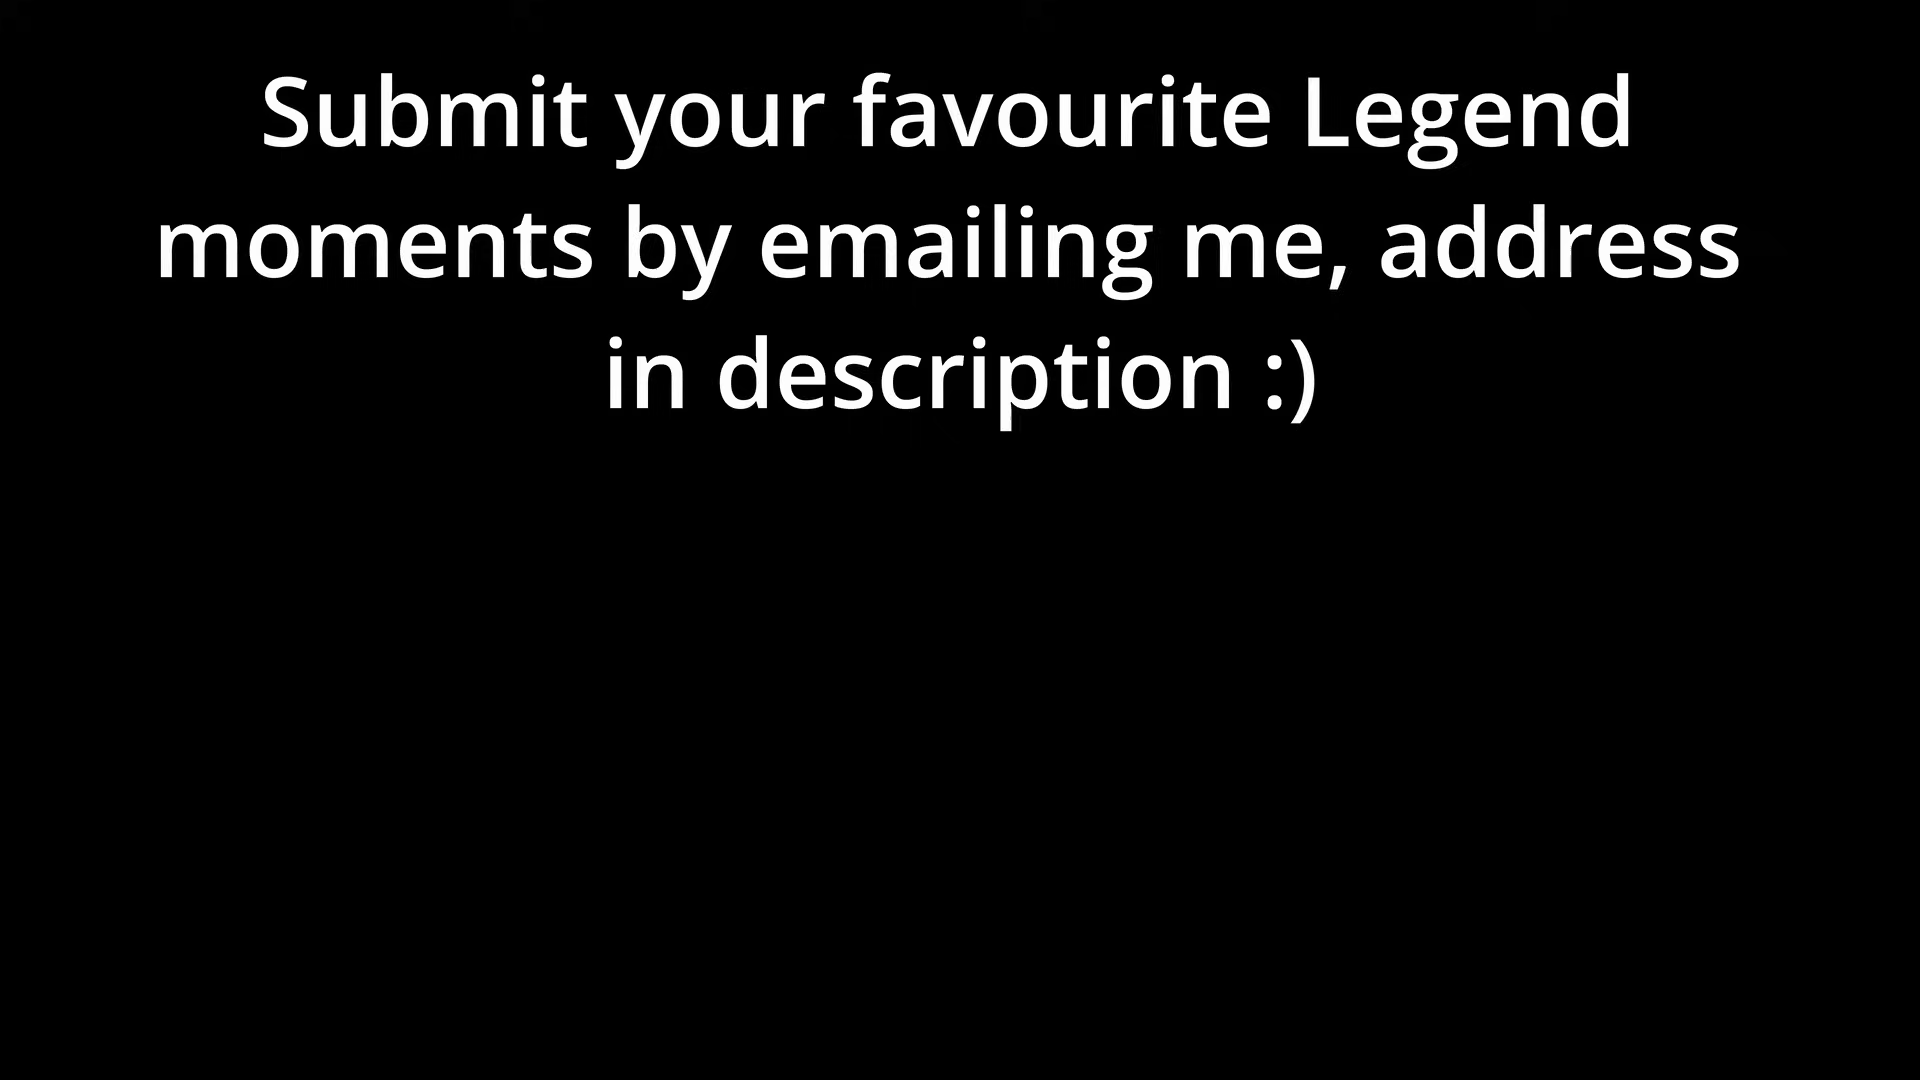 Submit your favourite Legend
moments by emailing me, address
in description :)